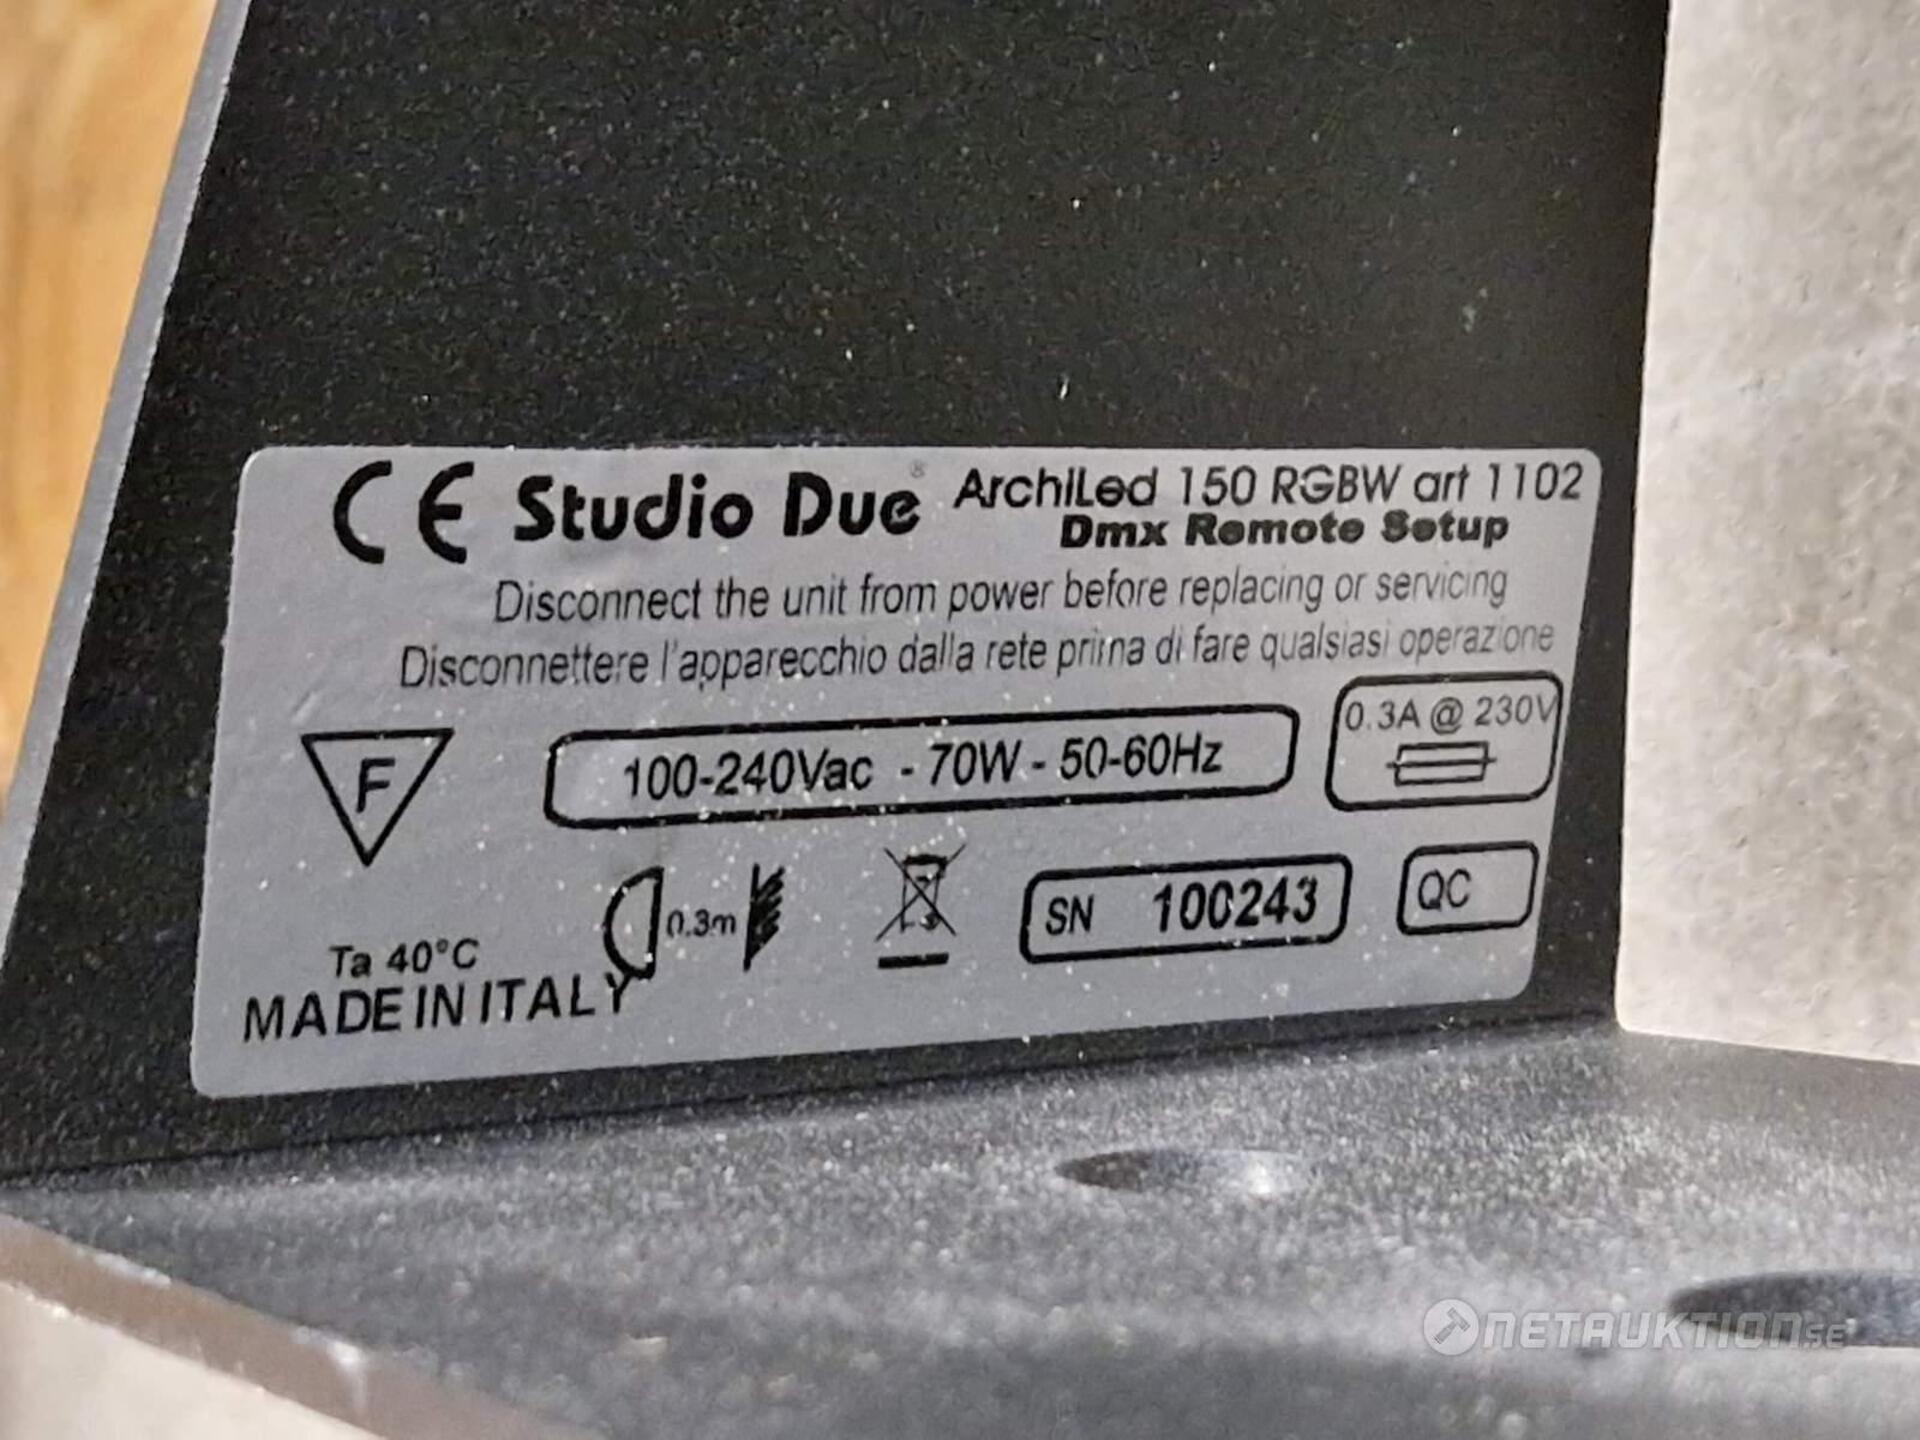 CE Studio Due® ArchiLed 150 RGBW art 1102
Dmx Remote Setup
Disconnect the unit from power before replacing or servicing
Disconnettere l'apparecchio dalla rete prima di fare qualsiasi operazione
0.3A @ 230V
F
100-240Vac - 70W - 50-60Hz
0.3m
SN 100243
QC
Ta 40°C
MADE IN ITALY
NETAUKTION.SE